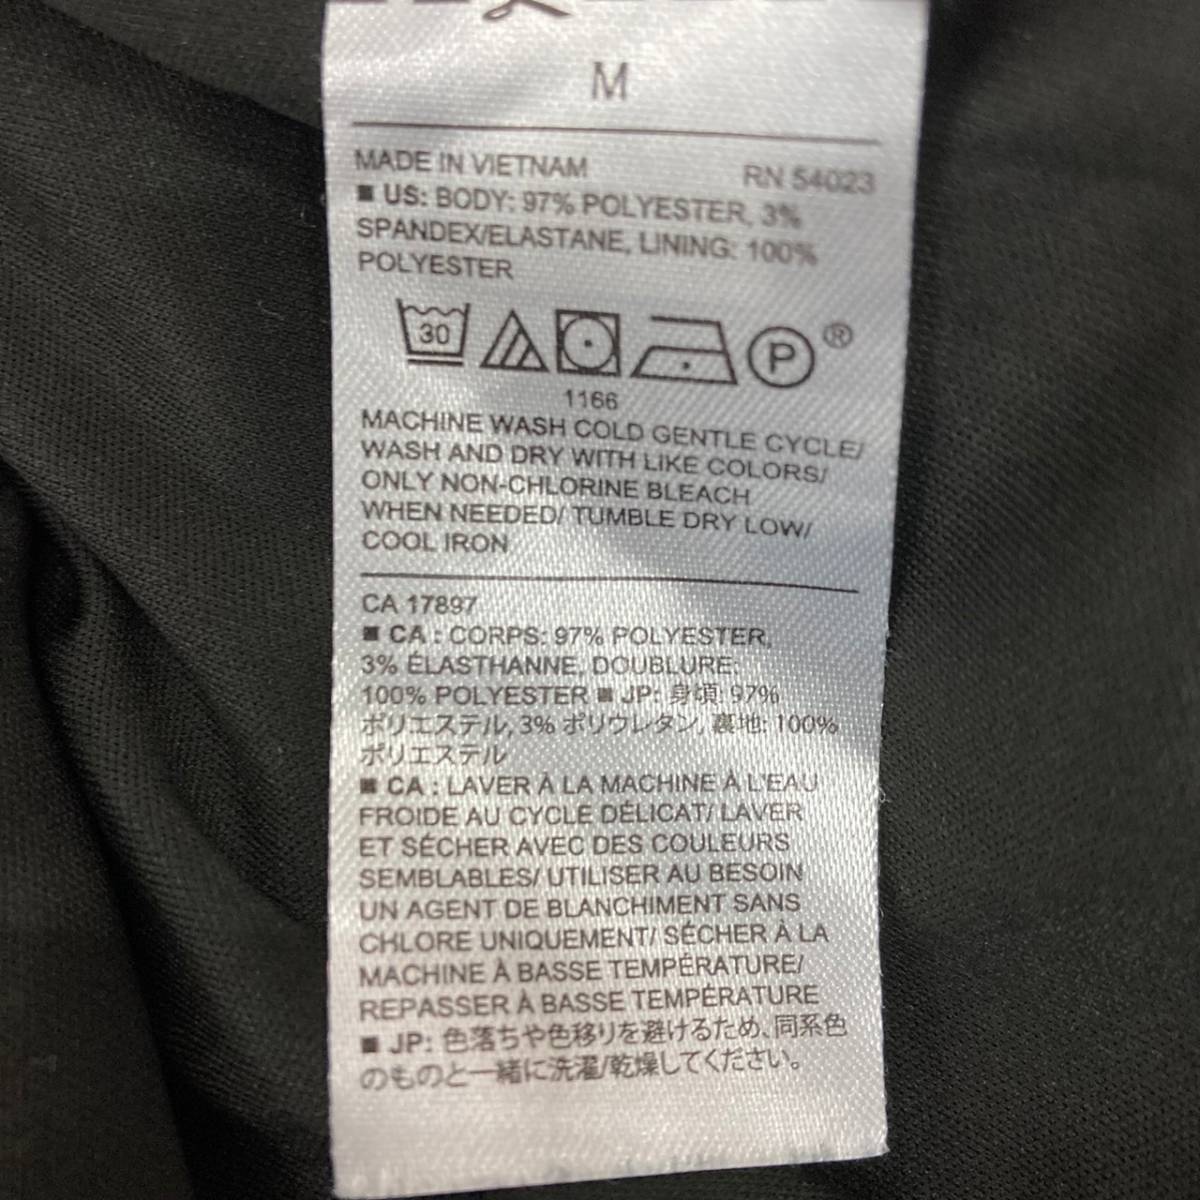 M
MADE IN VIETNAM RN 54023
■ US: BODY: 97% POLYESTER, 3%
SPANDEX/ELASTANE, LINING: 100%
POLYESTER
30 P ®
1166
MACHINE WASH COLD GENTLE CYCLE/
WASH AND DRY WITH LIKE COLORS/
ONLY NON-CHLORINE BLEACH
WHEN NEEDED/ TUMBLE DRY LOW/
COOL IRON
CA 17897
■ CA : CORPS: 97% POLYESTER,
3% ÉLASTHANNE, DOUBLURE:
100% POLYESTER ■ JP: 身頃: 97%
ポリエステル, 3% ポリウレタン, 裏地: 100%
ポリエステル
■ CA : LAVER À LA MACHINE À L'EAU
FROIDE AU CYCLE DÉLICAT/ LAVER
ET SÉCHER AVEC DES COULEURS
SEMBLABLES/ UTILISER AU BESOIN
UN AGENT DE BLANCHIMENT SANS
CHLORE UNIQUEMENT/ SÉCHER À LA
MACHINE À BASSE TEMPÉRATURE/
REPASSER À BASSE TEMPÉRATURE
■ JP: 色落ちや色移りを避けるため、同系色
のものと一緒に洗濯/乾燥してください。